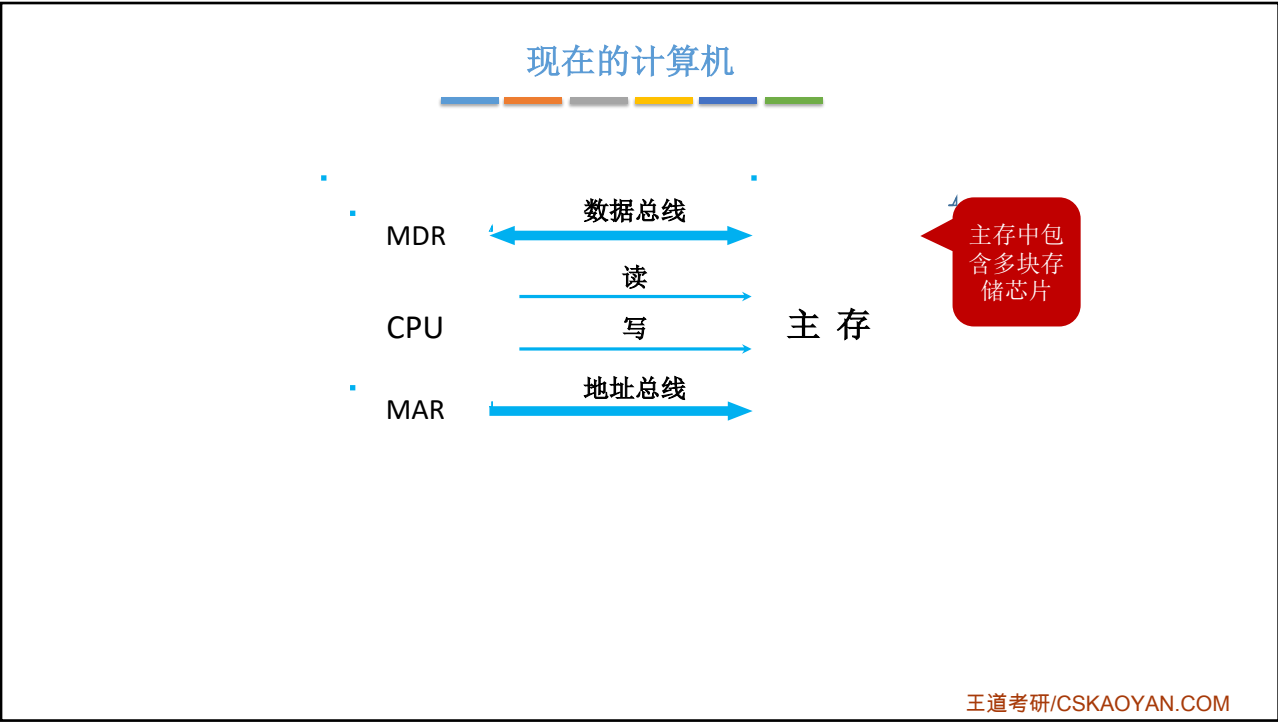 现在的计算机
数据总线
MDR
主存中包
含多块存
储芯片
读
CPU
写
主 存
地址总线
MAR
王道考研/CSKAOYAN.COM